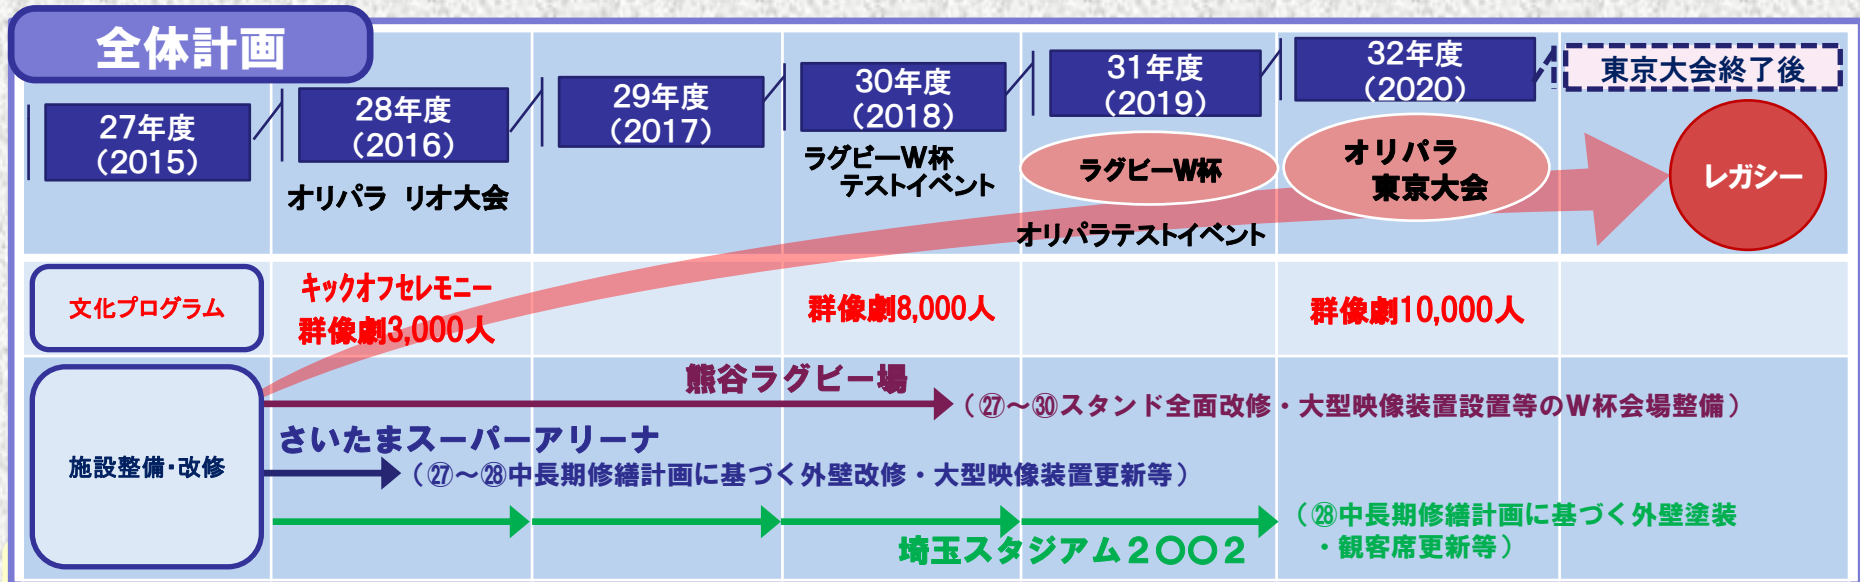 全体計画
27年度
（2015）
28年度
（2016）
29年度
（2017）
30年度
（2018）
31年度
（2019）
32年度
（2020）
東京大会終了後
オリパラ　リオ大会
ラグビーW杯
テストイベント
ラグビーW杯
オリパラテストイベント
オリパラ
東京大会
レガシー
文化プログラム
キックオフセレモニー
群像劇3,000人
群像劇8,000人
群像劇10,000人
施設整備・改修
熊谷ラグビー場
（㉗～㉚スタンド全面改修・大型映像装置設置等のW杯会場整備）
さいたまスーパーアリーナ
（㉗～㉘中長期修繕計画に基づく外壁改修・大型映像装置更新等）
（㉘中長期修繕計画に基づく外壁塗装
・観客席更新等）
埼玉スタジアム２○○２